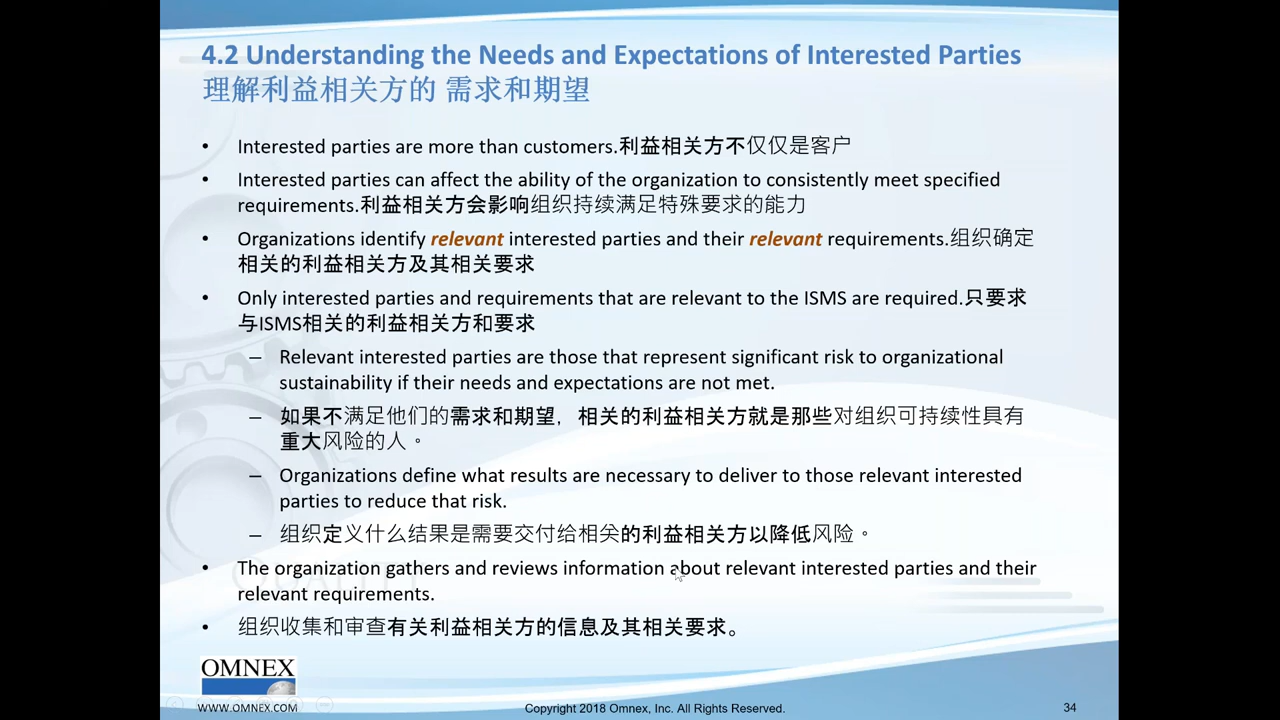 4.2 Understanding the Needs and Expectations of Interested Parties
理解利益相关方的 需求和期望
• Interested parties are more than customers.利益相关方不仅仅是客户
• Interested parties can affect the ability of the organization to consistently meet specified
requirements.利益相关方会影响组织持续满足特殊要求的能力
• Organizations identify relevant interested parties and their relevant requirements.组织确定
相关的利益相关方及其相关要求
• Only interested parties and requirements that are relevant to the ISMS are required.只要求
与ISMS相关的利益相关方和要求
– Relevant interested parties are those that represent significant risk to organizational
sustainability if their needs and expectations are not met.
– 如果不满足他们的需求和期望，相关的利益相关方就是那些对组织可持续性具有
重大风险的人。
– Organizations define what results are necessary to deliver to those relevant interested
parties to reduce that risk.
– 组织定义什么结果是需要交付给相关的利益相关方以降低风险。
• The organization gathers and reviews information about relevant interested parties and their
relevant requirements.
• 组织收集和审查有关利益相关方的信息及其相关要求。
QUALITY
OMNEX
WWW.OMNEX.COM
Copyright 2018 Omnex, Inc. All Rights Reserved.
34